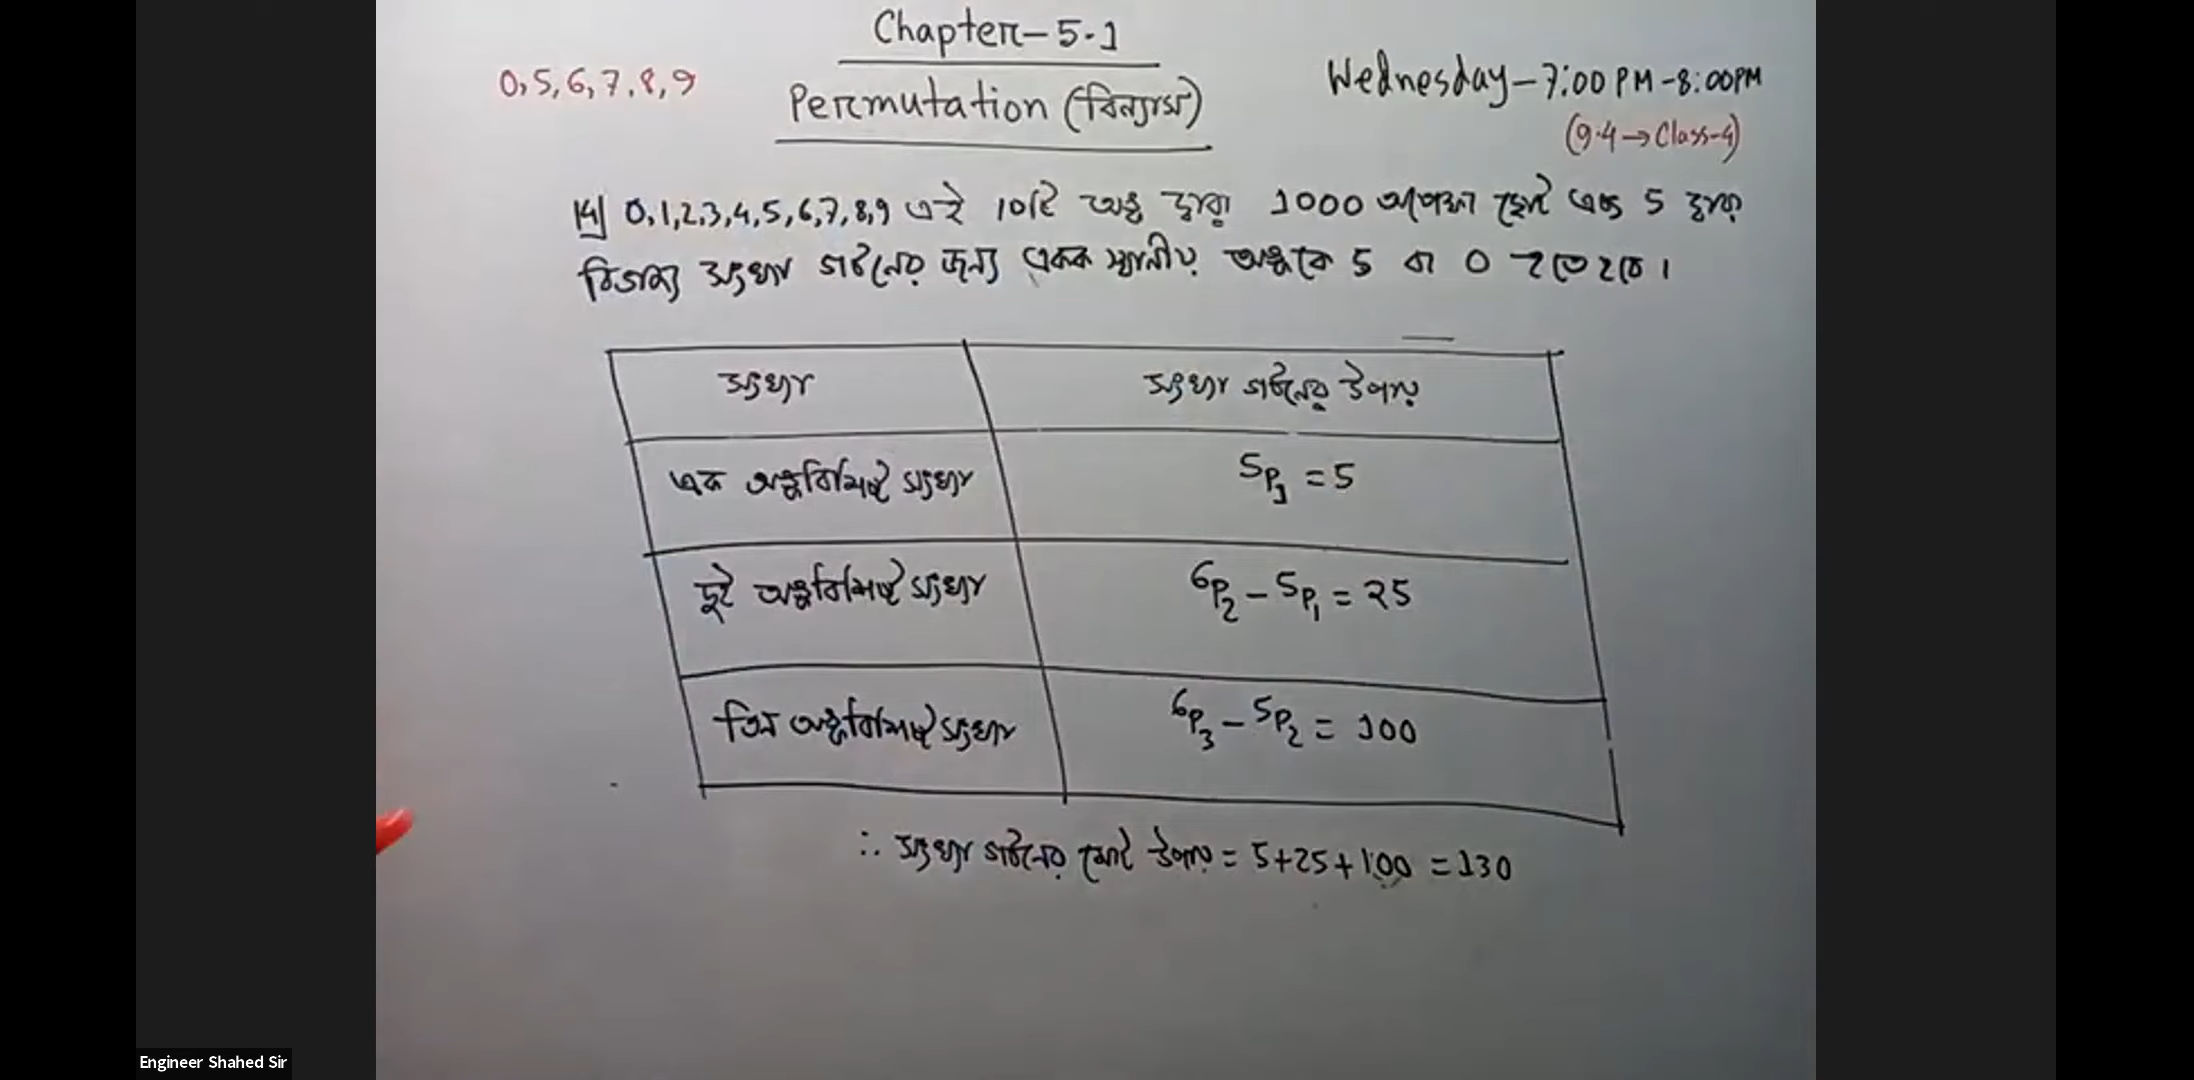 Chapter-5.1
0,5,6,7,8,9
Permutation (বিন্যাস)
Wednesday-7:00 PM-8:00PM
(9.4→Class-4)
14] 0,1,2,3,4,5,6,7,8,9 এই 10টি অঙ্ক দ্বারা 1000 অপেক্ষা ছোট এবং 5 দ্বারা
বিভাজ্য সংখ্যা গঠনের জন্য একক স্থানীয় অঙ্ককে 5 বা 0 হতে হবে।
সংখ্যা
সংখ্যা গঠনের উপায়
এক অঙ্কবিশিষ্ট সংখ্যা
5P1 = 5
দুই অঙ্কবিশিষ্ট সংখ্যা
6P2 - 5P1 = 25
তিন অঙ্কবিশিষ্ট সংখ্যা
6P3 - 5P2 = 100
∴ সংখ্যা গঠনের মোট উপায় = 5+25+100 = 130
Engineer Shahed Sir